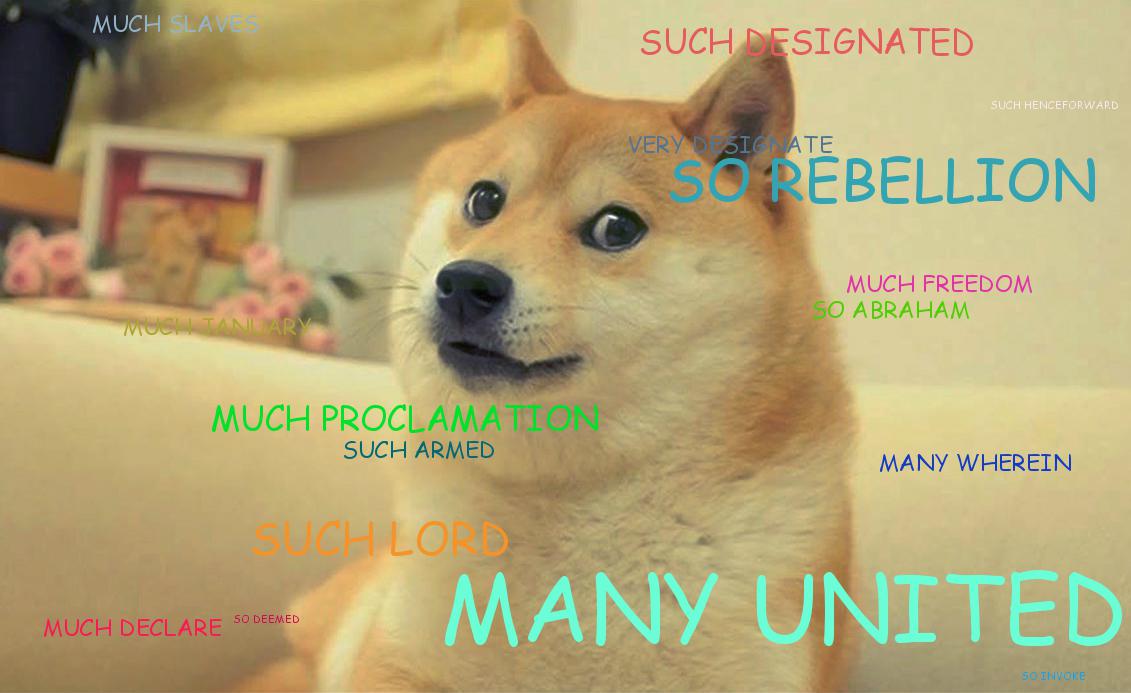 MUCH SLAVES
SUCH DESIGNATED
SUCH HENCEFORWARD
VERY DESIGNATE
SO REBELLION
MUCH FREEDOM
SO ABRAHAM
MUCH JANUARY
MUCH PROCLAMATION
SUCH ARMED
MANY WHEREIN
SUCH LORD
MANY UNITED
MUCH DECLARE
SO DEEMED
SO INVOKE